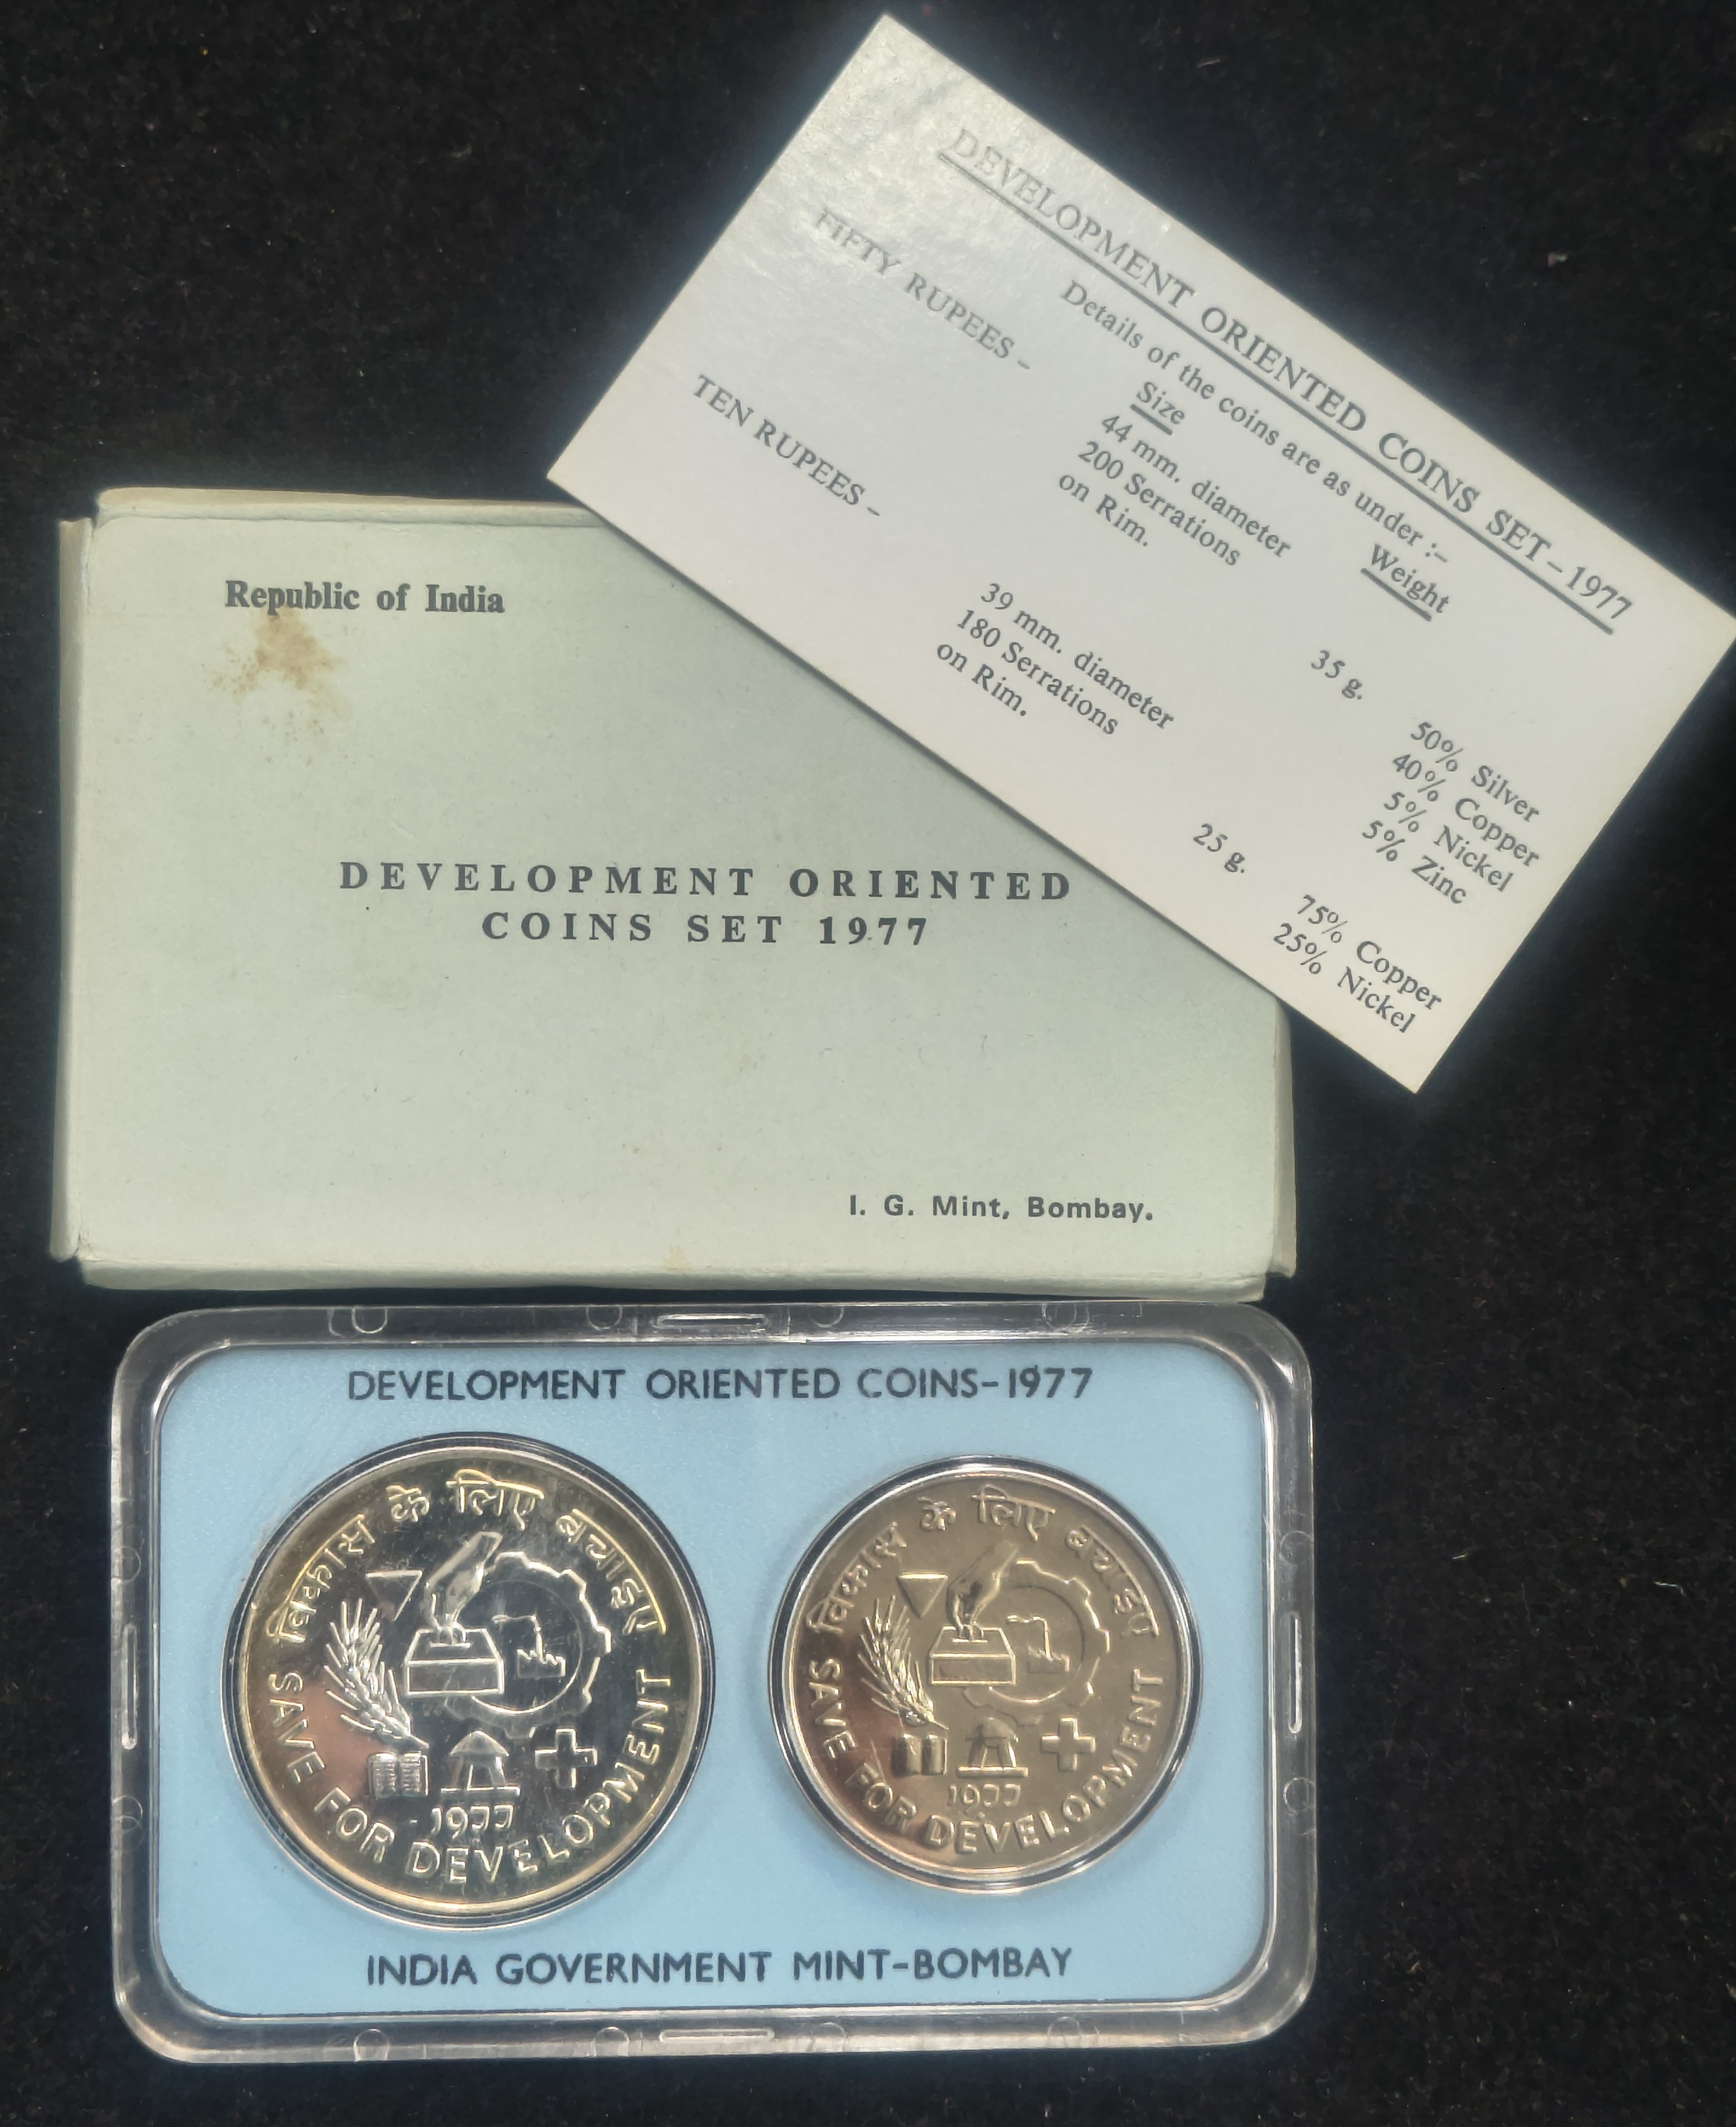 DEVELOPMENT ORIENTED COINS SET – 1977
Details of the coins are as under :–
Size
Weight
FIFTY RUPEES –
44 mm. diameter
200 Serrations
on Rim.
35 g.
50% Silver
40% Copper
5% Nickel
5% Zinc
TEN RUPEES –
39 mm. diameter
180 Serrations
on Rim.
25 g.
75% Copper
25% Nickel
Republic of India
DEVELOPMENT ORIENTED
COINS SET 1977
I. G. Mint, Bombay.
DEVELOPMENT ORIENTED COINS-1977
विकास के लिए बचाइए
1977
SAVE FOR DEVELOPMENT
विकास के लिए बचाइए
1977
SAVE FOR DEVELOPMENT
INDIA GOVERNMENT MINT-BOMBAY